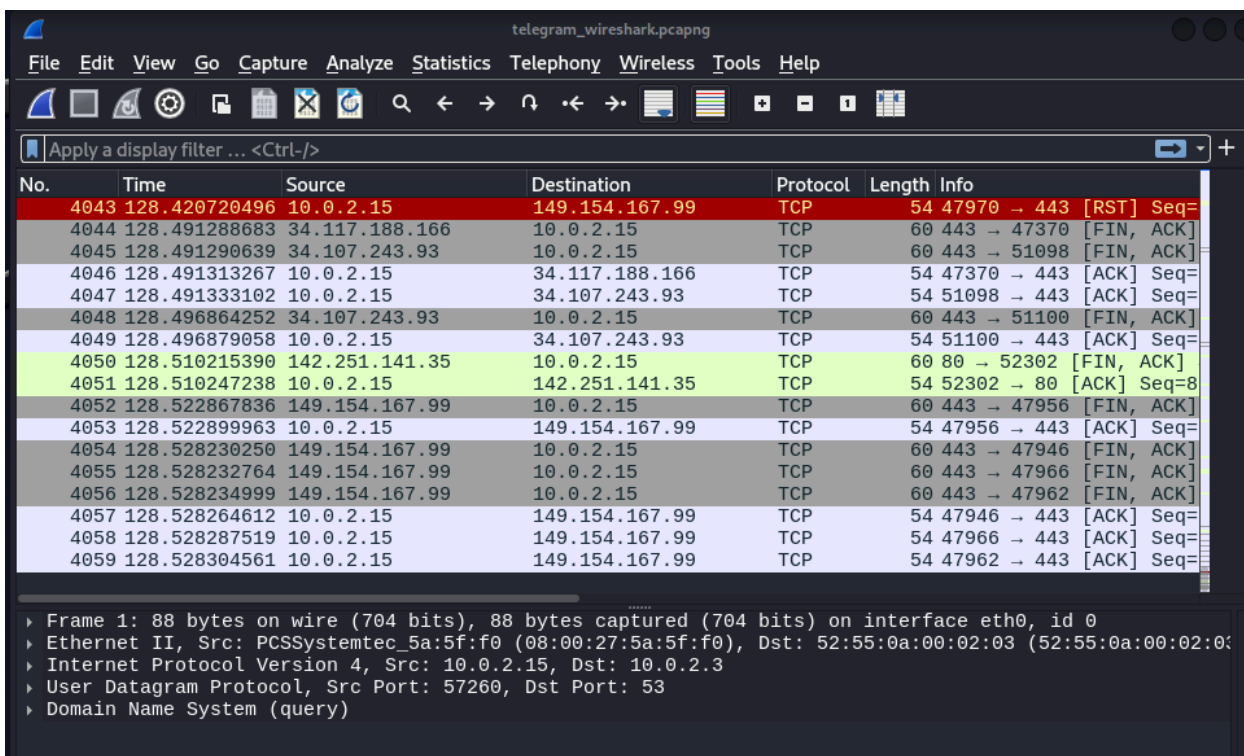 telegram_wireshark.pcapng
File Edit View Go Capture Analyze Statistics Telephony Wireless Tools Help
Apply a display filter … <Ctrl-/>
No. Time Source Destination Protocol Length Info
4043 128.420720496 10.0.2.15 149.154.167.99 TCP 54 47970 → 443 [RST] Seq=
4044 128.491288683 34.117.188.166 10.0.2.15 TCP 60 443 → 47370 [FIN, ACK]
4045 128.491290639 34.107.243.93 10.0.2.15 TCP 60 443 → 51098 [FIN, ACK]
4046 128.491313267 10.0.2.15 34.117.188.166 TCP 54 47370 → 443 [ACK] Seq=
4047 128.491333102 10.0.2.15 34.107.243.93 TCP 54 51098 → 443 [ACK] Seq=
4048 128.496864252 34.107.243.93 10.0.2.15 TCP 60 443 → 51100 [FIN, ACK]
4049 128.496879058 10.0.2.15 34.107.243.93 TCP 54 51100 → 443 [ACK] Seq=
4050 128.510215390 142.251.141.35 10.0.2.15 TCP 60 80 → 52302 [FIN, ACK]
4051 128.510247238 10.0.2.15 142.251.141.35 TCP 54 52302 → 80 [ACK] Seq=8
4052 128.522867836 149.154.167.99 10.0.2.15 TCP 60 443 → 47956 [FIN, ACK]
4053 128.522899963 10.0.2.15 149.154.167.99 TCP 54 47956 → 443 [ACK] Seq=
4054 128.528230250 149.154.167.99 10.0.2.15 TCP 60 443 → 47946 [FIN, ACK]
4055 128.528232764 149.154.167.99 10.0.2.15 TCP 60 443 → 47966 [FIN, ACK]
4056 128.528234999 149.154.167.99 10.0.2.15 TCP 60 443 → 47962 [FIN, ACK]
4057 128.528264612 10.0.2.15 149.154.167.99 TCP 54 47946 → 443 [ACK] Seq=
4058 128.528287519 10.0.2.15 149.154.167.99 TCP 54 47966 → 443 [ACK] Seq=
4059 128.528304561 10.0.2.15 149.154.167.99 TCP 54 47962 → 443 [ACK] Seq=
Frame 1: 88 bytes on wire (704 bits), 88 bytes captured (704 bits) on interface eth0, id 0
Ethernet II, Src: PCSSystemtec_5a:5f:f0 (08:00:27:5a:5f:f0), Dst: 52:55:0a:00:02:03 (52:55:0a:00:02:03
Internet Protocol Version 4, Src: 10.0.2.15, Dst: 10.0.2.3
User Datagram Protocol, Src Port: 57260, Dst Port: 53
Domain Name System (query)